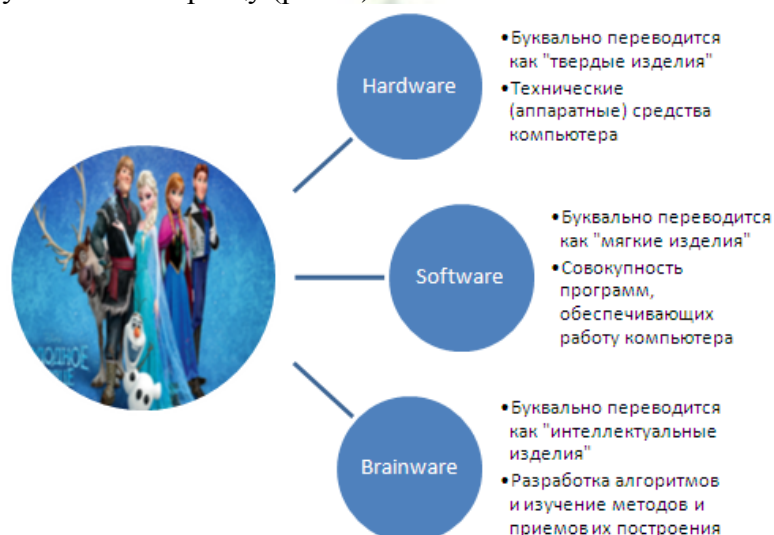 Hardware
•Буквально переводится
как "твердые изделия"
•Технические
(аппаратные) средства
компьютера
Software
•Буквально переводится
как "мягкие изделия"
•Совокупность
программ,
обеспечивающих
работу компьютера
Brainware
•Буквально переводится
как "интеллектуальные
изделия"
•Разработка алгоритмов
и изучение методов и
приемов их построения